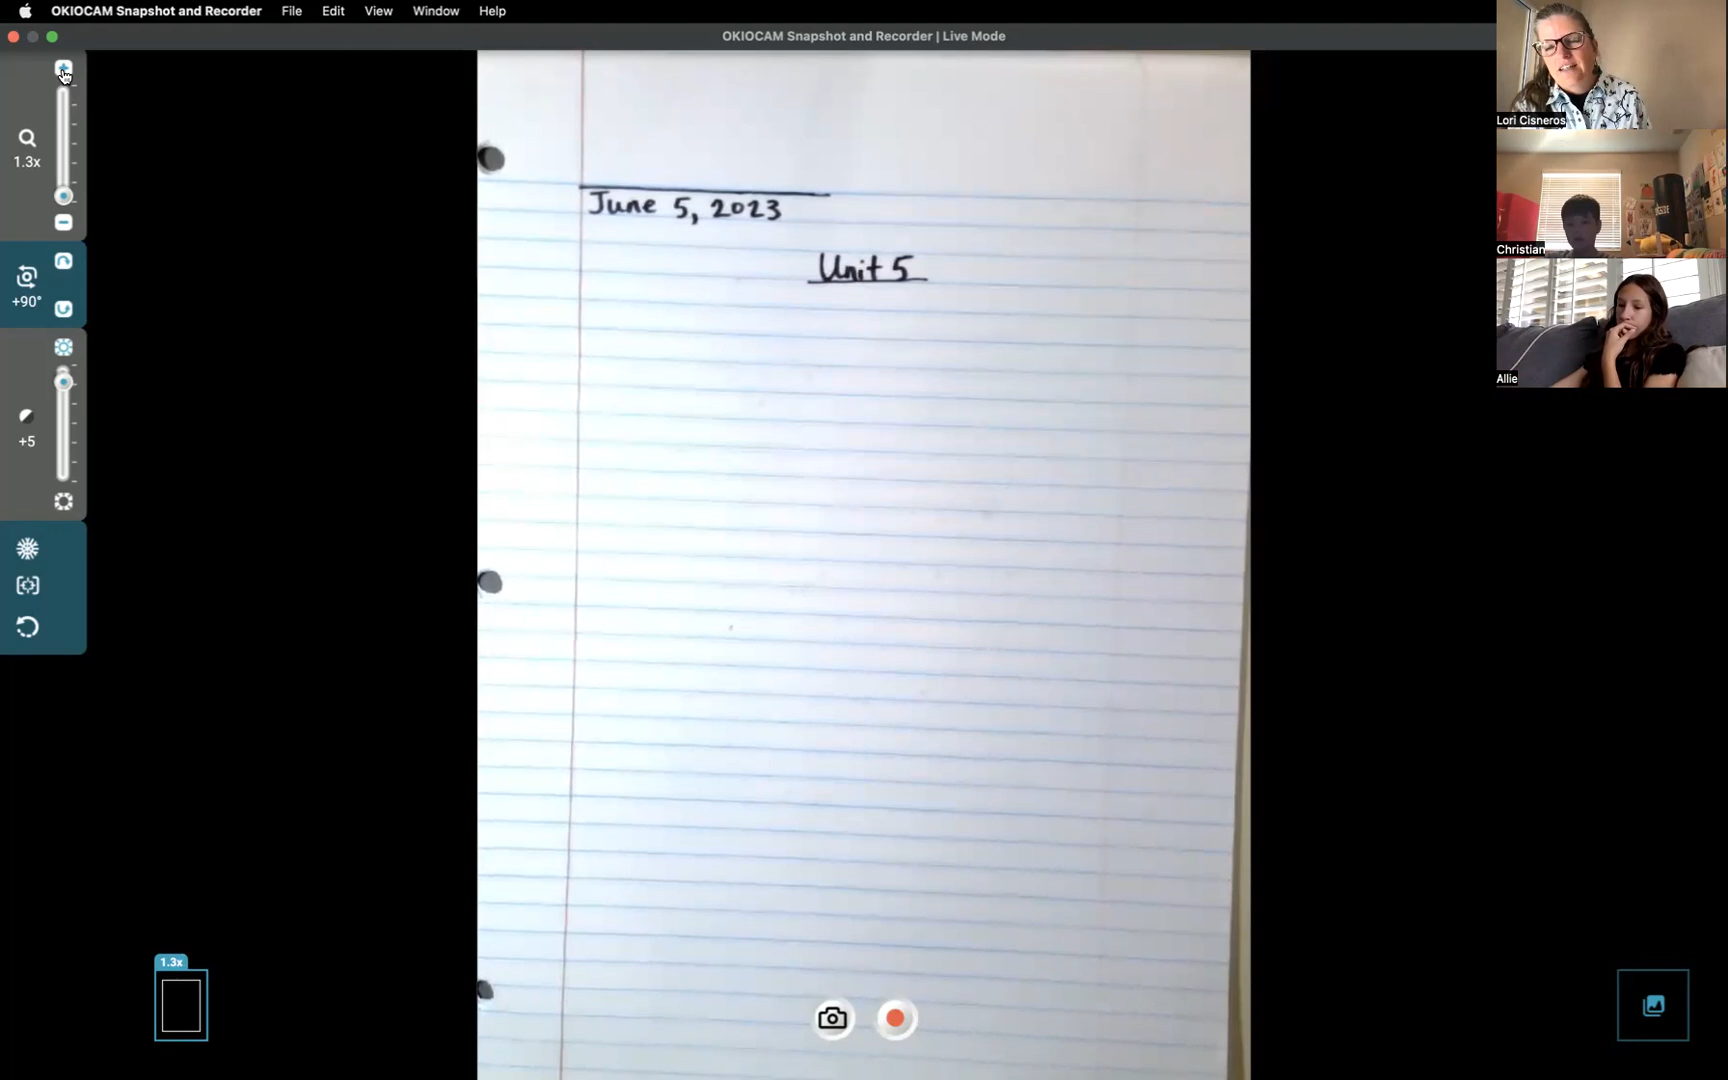 OKIOCAM Snapshot and Recorder File Edit View Window Help
OKIOCAM Snapshot and Recorder | Live Mode
1.3x
+90°
+5
June 5, 2023
Unit 5
1.3x
Lori Cisneros
Christian
Allie